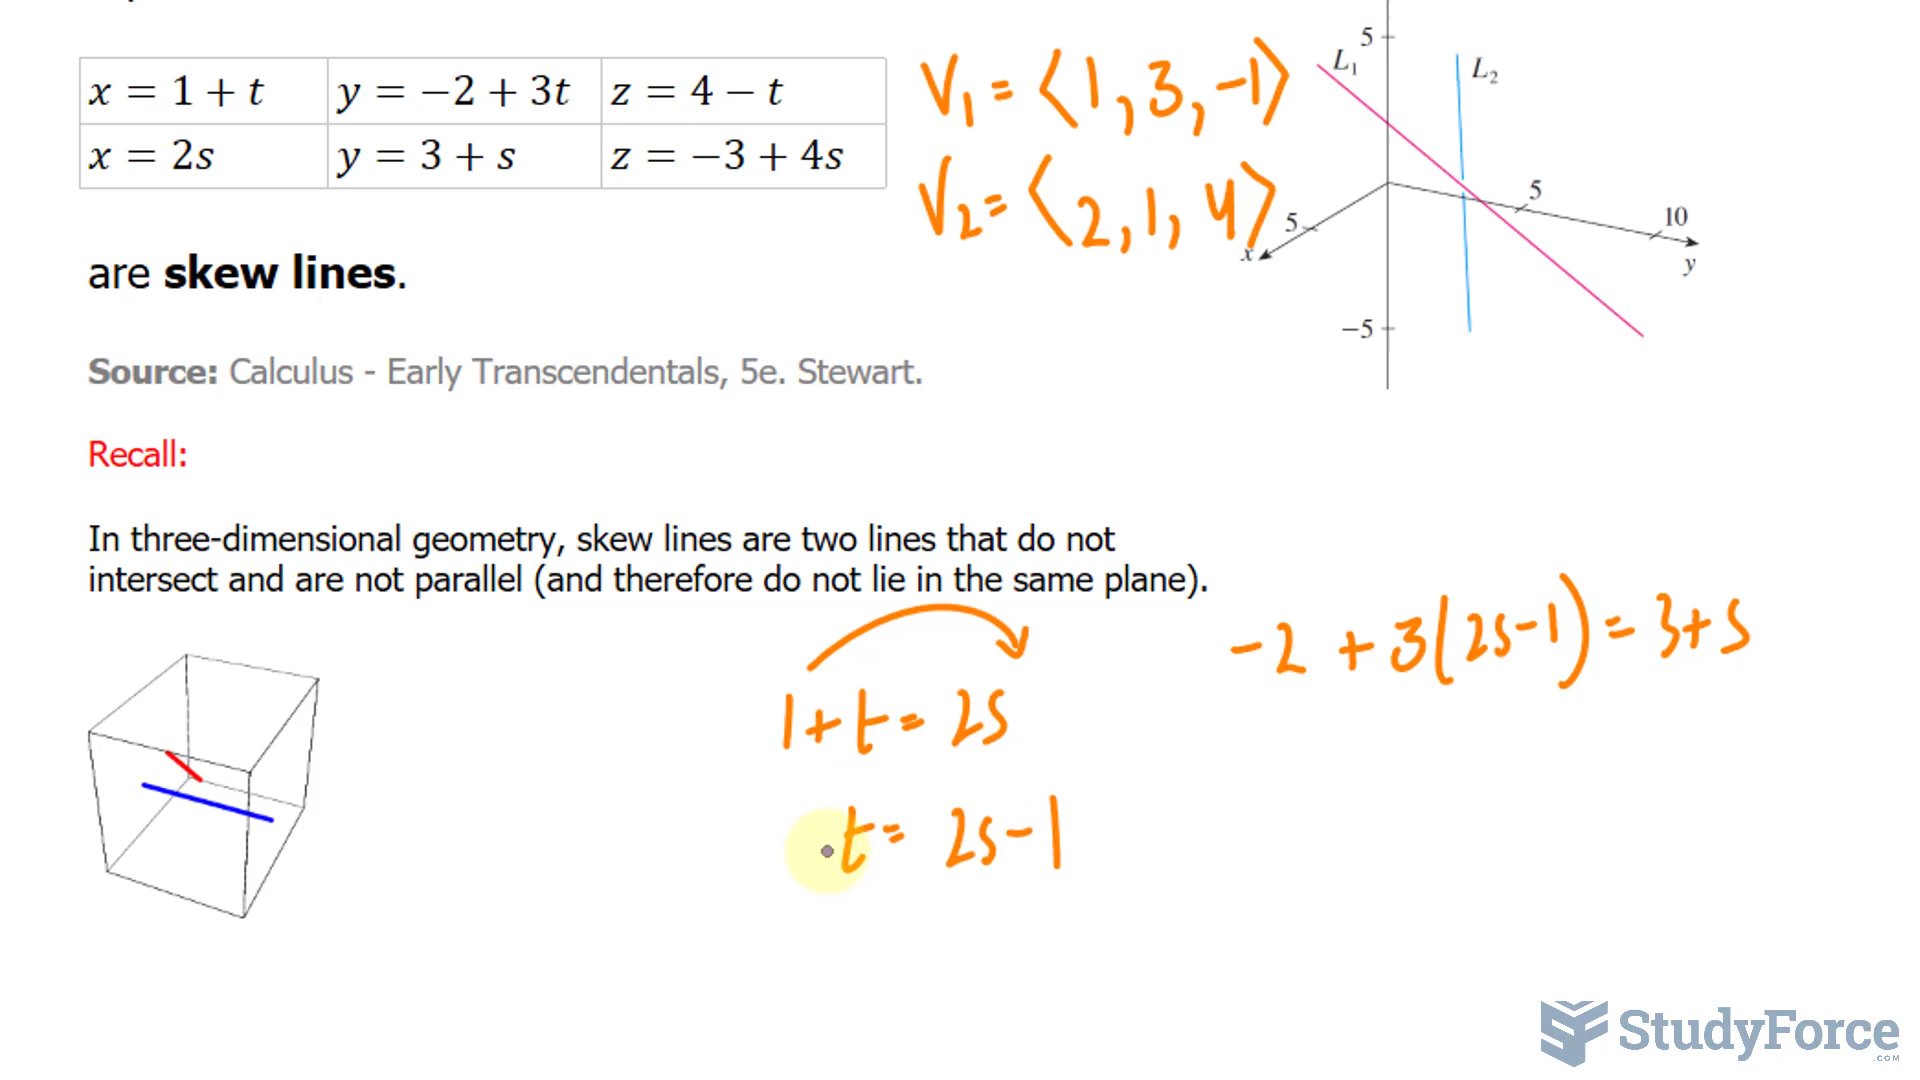 x = 1 + t y = −2 + 3t z = 4 − t
x = 2s y = 3 + s z = −3 + 4s
V₁ = ⟨1, 3, -1⟩
V₂ = ⟨2, 1, 4⟩
5
L₁
L₂
5
10
5
x
y
−5
are skew lines.
Source: Calculus - Early Transcendentals, 5e. Stewart.
Recall:
In three-dimensional geometry, skew lines are two lines that do not
intersect and are not parallel (and therefore do not lie in the same plane).
-2 + 3(2s-1) = 3+s
1+t = 2s
t = 2s-1
StudyForce
.COM